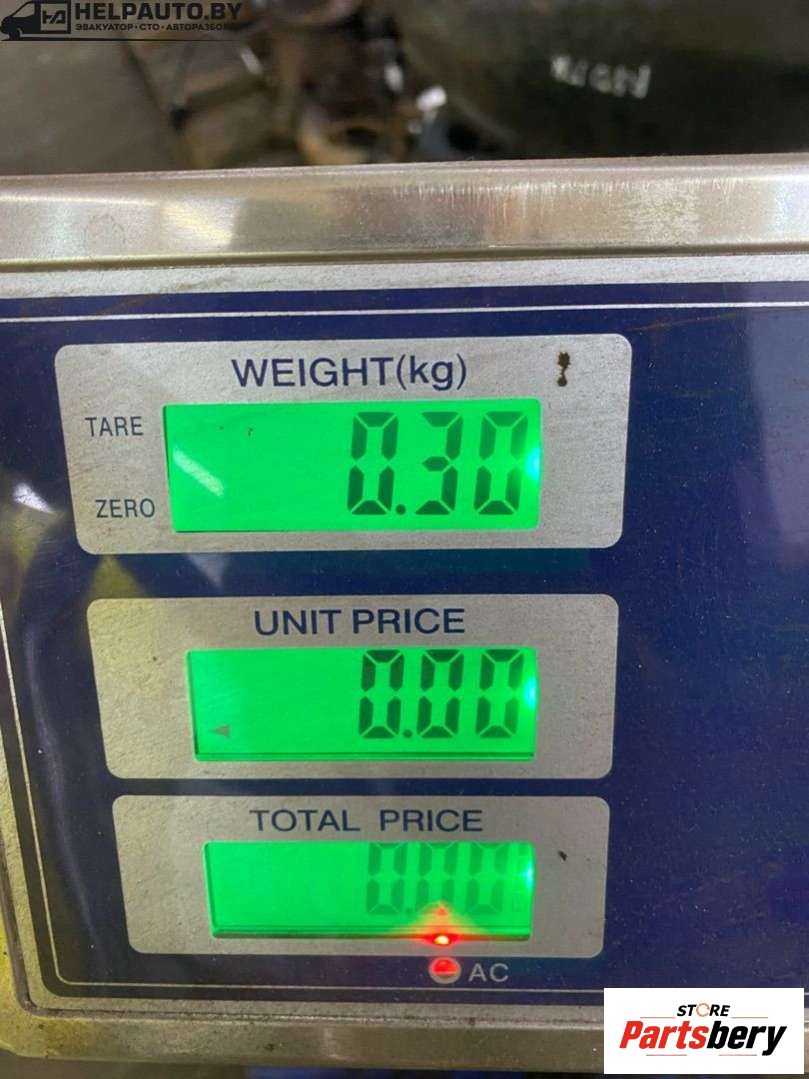 HELPAUTO.BY
ЭВАКУАТОР•СТО•АВТОРАЗБОР
WEIGHT(kg)
TARE
0.30
ZERO
UNIT PRICE
0.00
TOTAL PRICE
0.00
AC
STORE
Partsbery